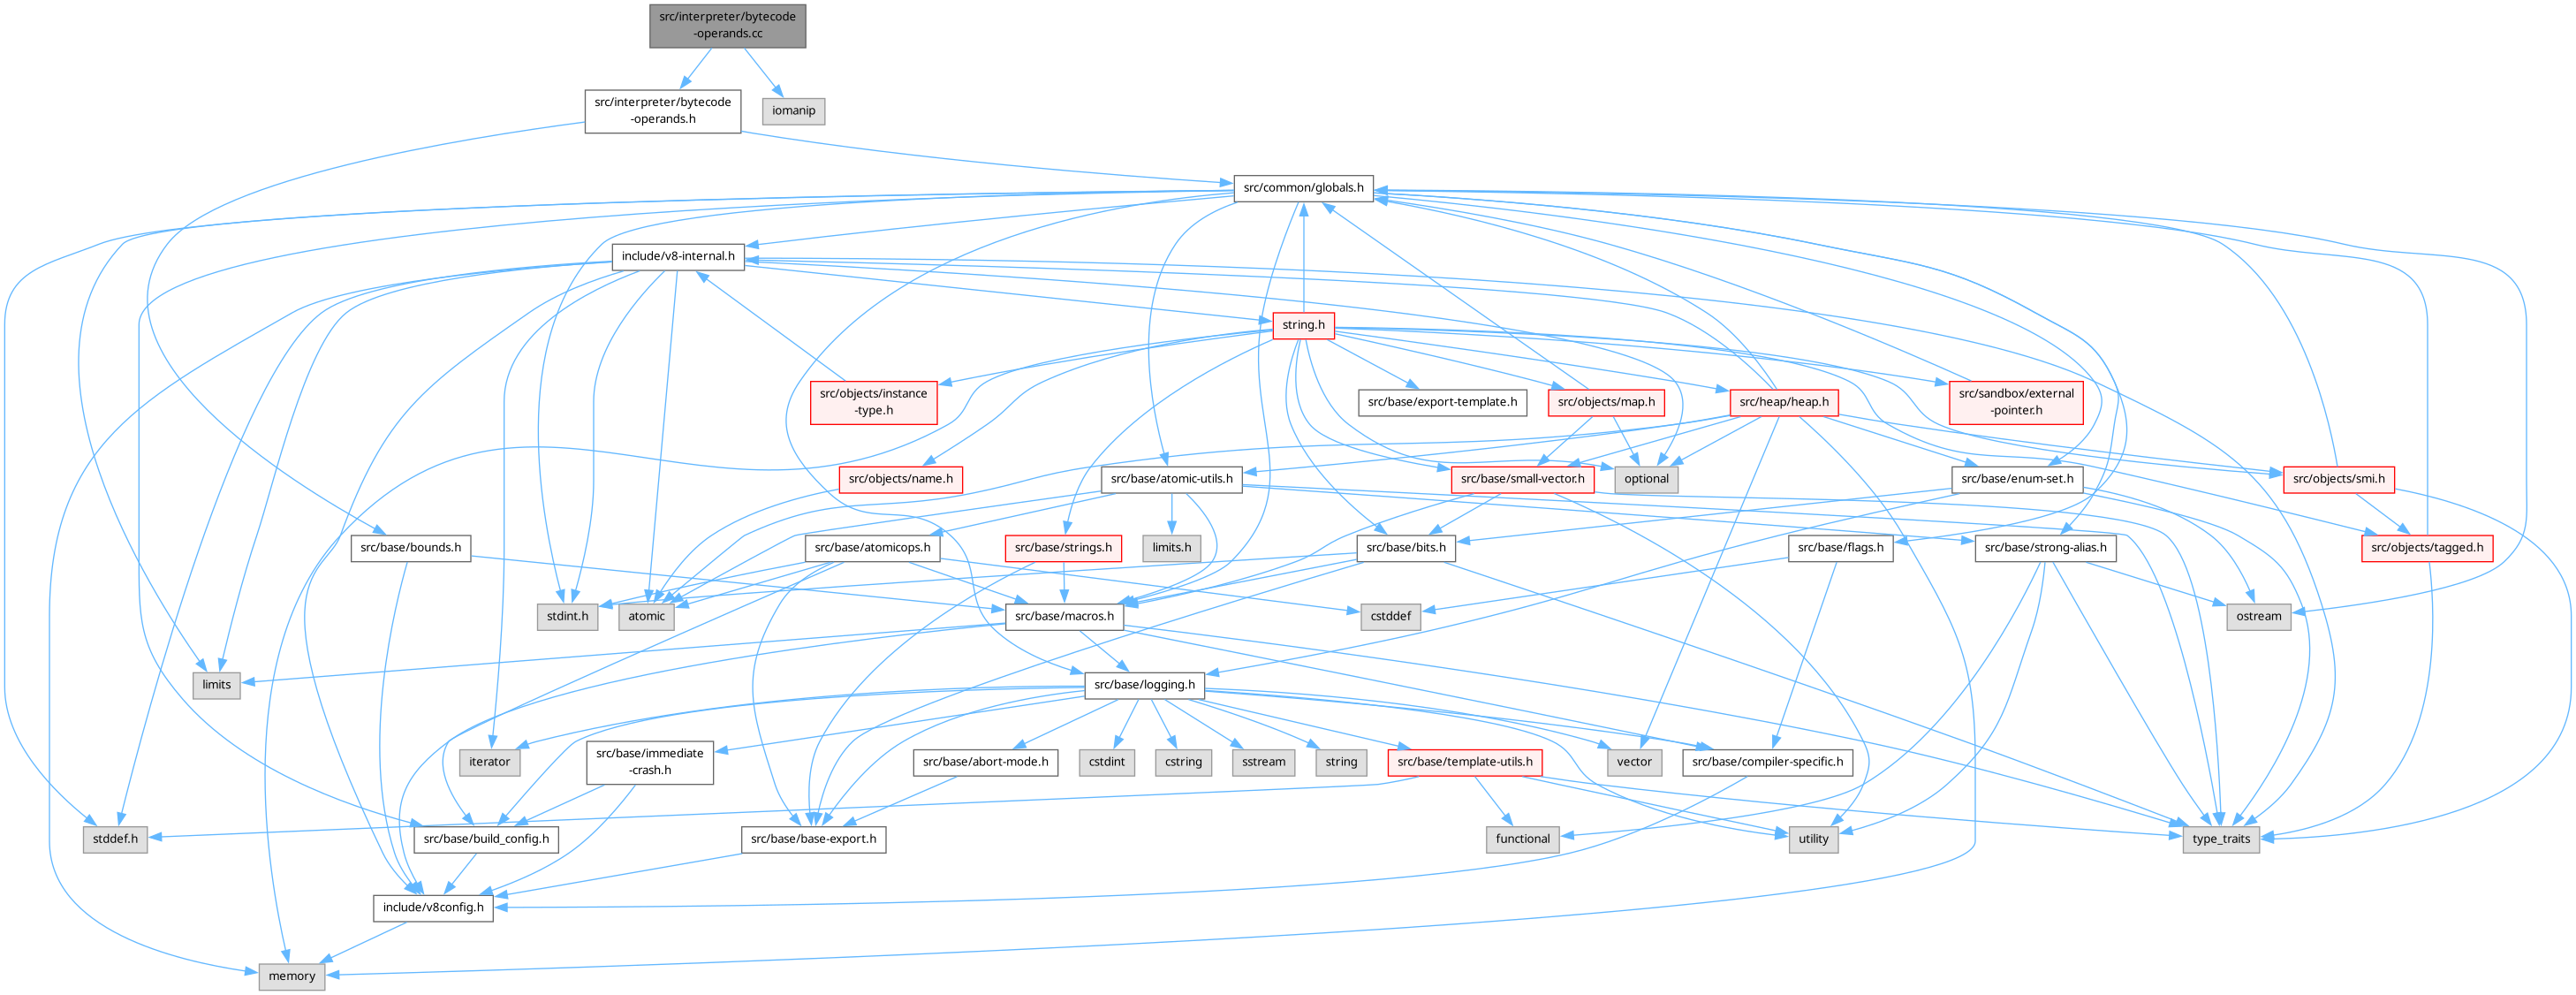 src/interpreter/bytecode
-operands.cc
src/interpreter/bytecode
-operands.h
iomanip
src/common/globals.h
include/v8-internal.h
string.h
src/objects/instance
-type.h
src/base/export-template.h
src/objects/map.h
src/heap/heap.h
src/sandbox/external
-pointer.h
src/objects/name.h
src/base/atomic-utils.h
src/base/small-vector.h
optional
src/base/enum-set.h
src/objects/smi.h
src/base/bounds.h
src/base/atomicops.h
src/base/strings.h
limits.h
src/base/bits.h
src/base/flags.h
src/base/strong-alias.h
src/objects/tagged.h
stdint.h
atomic
src/base/macros.h
cstddef
ostream
limits
src/base/logging.h
iterator
src/base/immediate
-crash.h
src/base/abort-mode.h
cstdint
cstring
sstream
string
src/base/template-utils.h
vector
src/base/compiler-specific.h
stddef.h
src/base/build_config.h
src/base/base-export.h
functional
utility
type_traits
include/v8config.h
memory